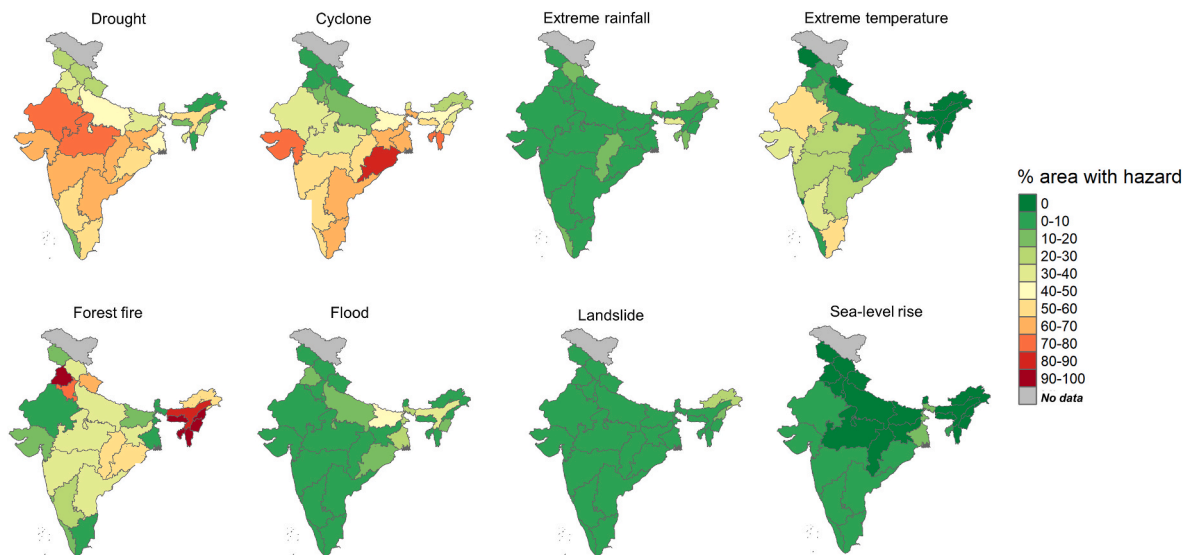 Drought
Cyclone
Extreme rainfall
Extreme temperature
Forest fire
Flood
Landslide
Sea-level rise
% area with hazard
0
0-10
10-20
20-30
30-40
40-50
50-60
60-70
70-80
80-90
90-100
No data